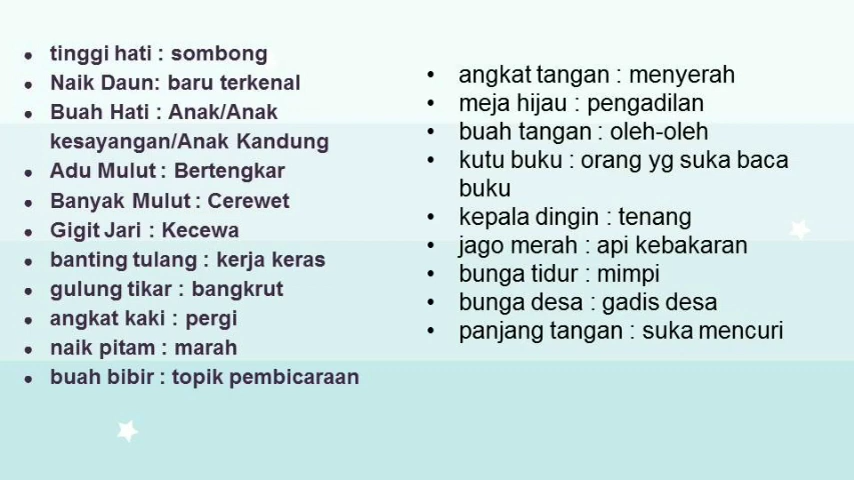 • tinggi hati : sombong
• Naik Daun: baru terkenal
• Buah Hati : Anak/Anak
kesayangan/Anak Kandung
• Adu Mulut : Bertengkar
• Banyak Mulut : Cerewet
• Gigit Jari : Kecewa
• banting tulang : kerja keras
• gulung tikar : bangkrut
• angkat kaki : pergi
• naik pitam : marah
• buah bibir : topik pembicaraan
• angkat tangan : menyerah
• meja hijau : pengadilan
• buah tangan : oleh-oleh
• kutu buku : orang yg suka baca
buku
• kepala dingin : tenang
• jago merah : api kebakaran
• bunga tidur : mimpi
• bunga desa : gadis desa
• panjang tangan : suka mencuri